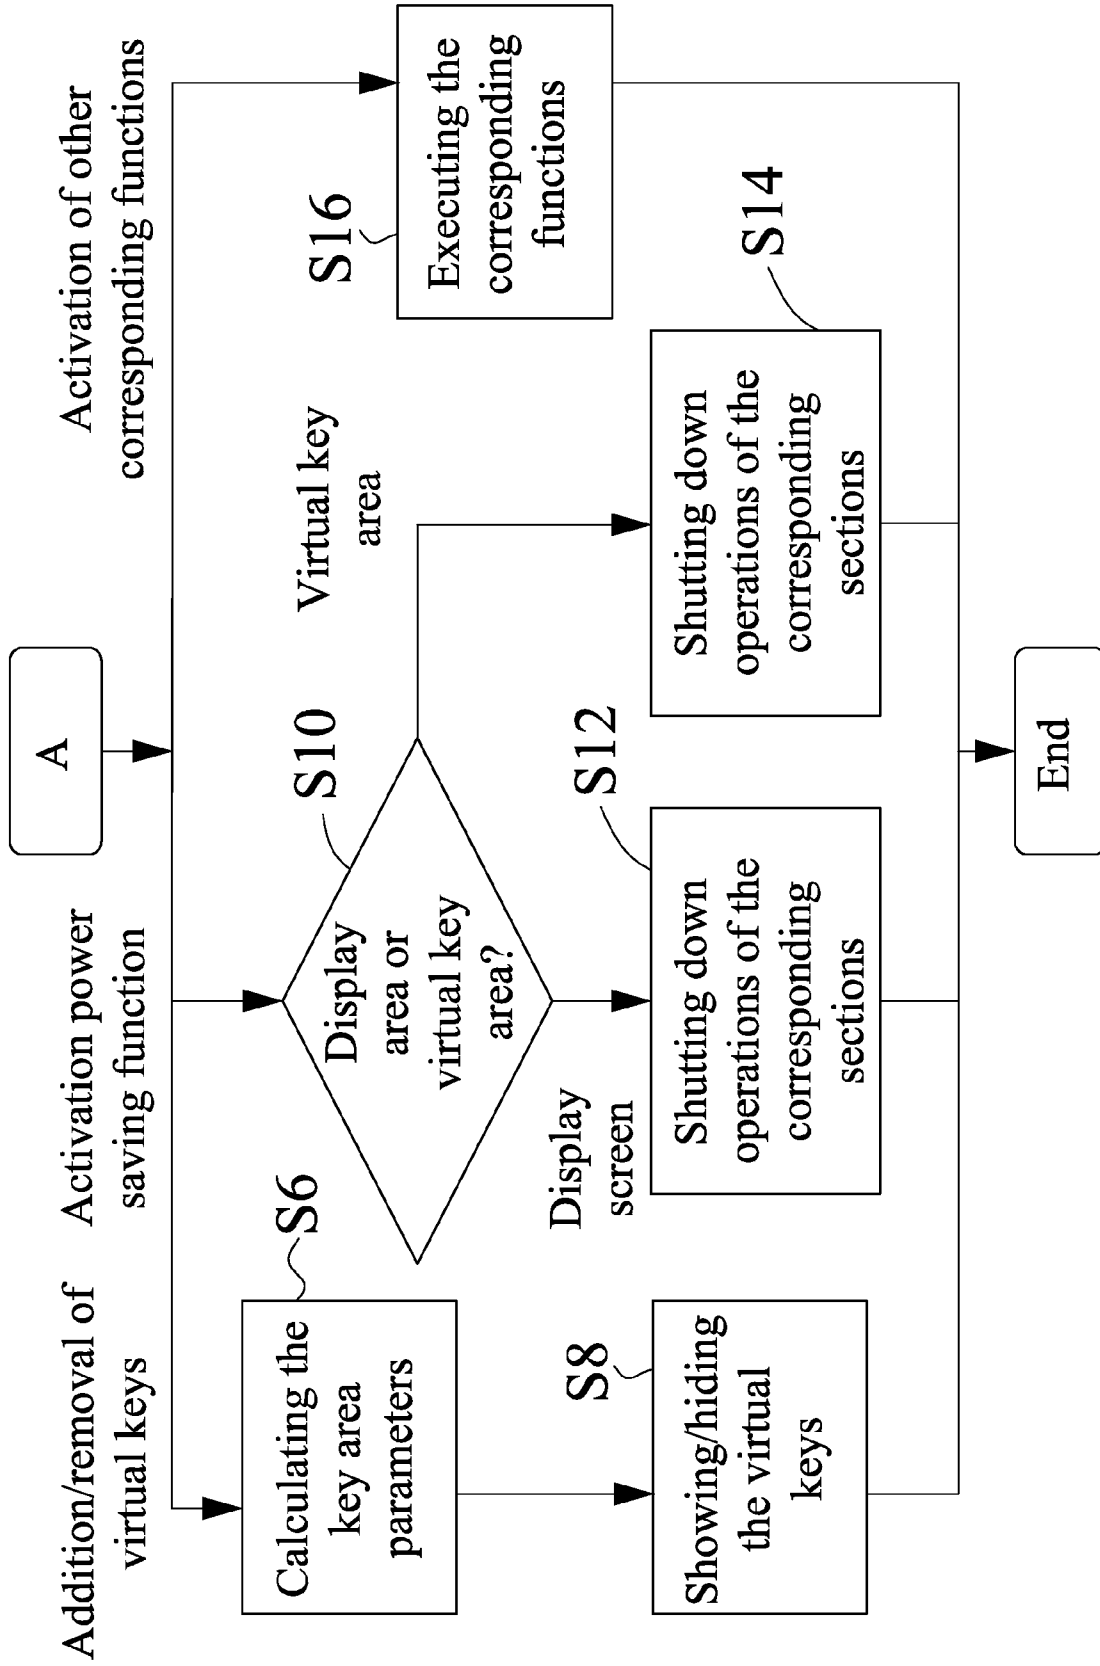 A
Addition/removal of
virtual keys
Activation power
saving function
Activation of other
corresponding functions
S6
Calculating the
key area
parameters
S10
Display
area or
virtual key
area?
Virtual key
area
S16
Executing the
corresponding
functions
Display
screen
S8
Showing/hiding
the virtual
keys
S12
Shutting down
operations of the
corresponding
sections
S14
Shutting down
operations of the
corresponding
sections
End